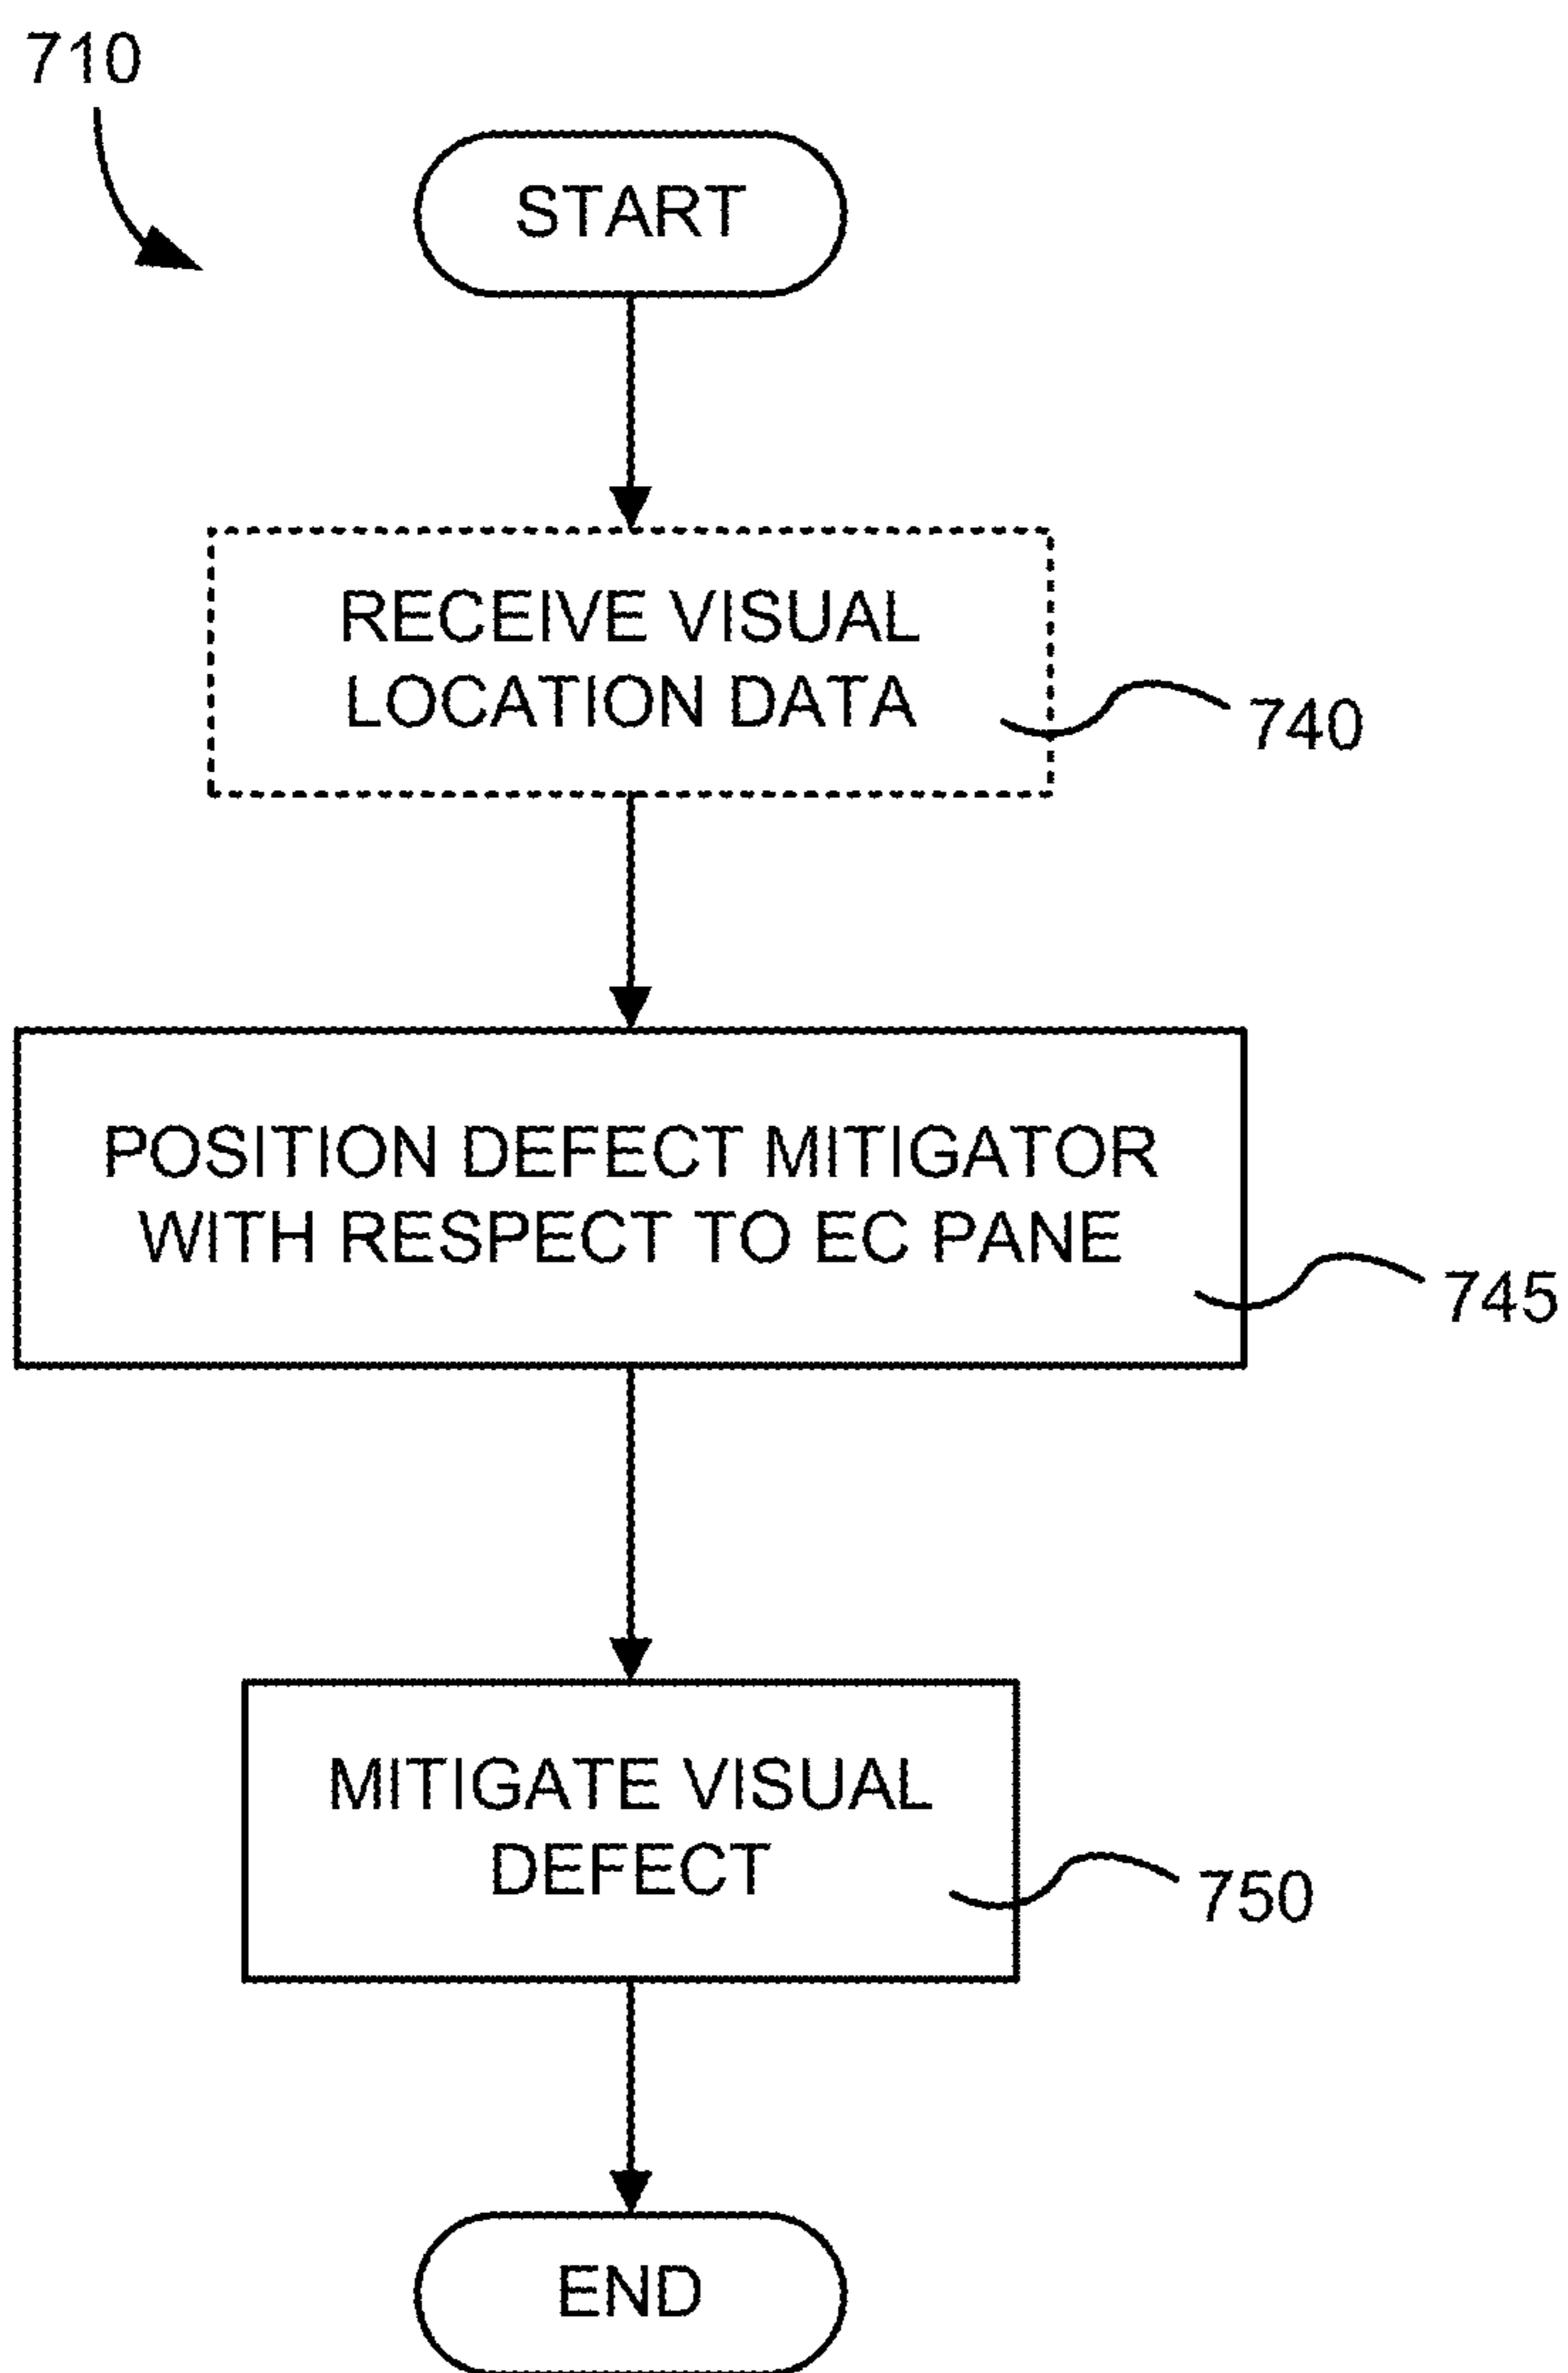 710
START
RECEIVE VISUAL
LOCATION DATA
740
POSITION DEFECT MITIGATOR
WITH RESPECT TO EC PANE
745
MITIGATE VISUAL
DEFECT
750
END